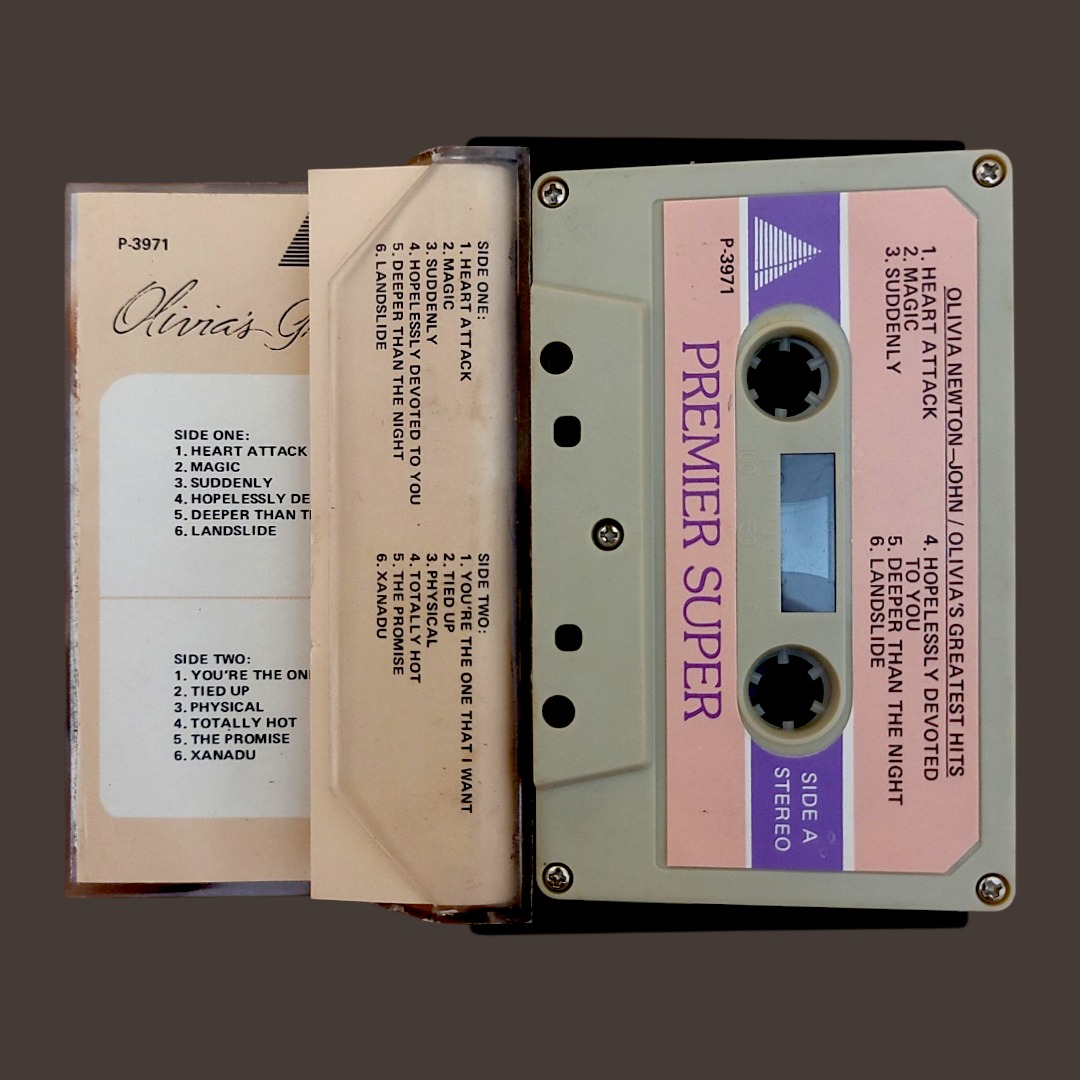 P-3971
Olivia's G
SIDE ONE:
1. HEART ATTACK
2. MAGIC
3. SUDDENLY
4. HOPELESSLY DE
5. DEEPER THAN T
6. LANDSLIDE
SIDE TWO:
1. YOU'RE THE ON
2. TIED UP
3. PHYSICAL
4. TOTALLY HOT
5. THE PROMISE
6. XANADU
SIDE ONE:
1. HEART ATTACK
2. MAGIC
3. SUDDENLY
4. HOPELESSLY DEVOTED TO YOU
5. DEEPER THAN THE NIGHT
6. LANDSLIDE
SIDE TWO:
1. YOU'RE THE ONE THAT I WANT
2. TIED UP
3. PHYSICAL
4. TOTALLY HOT
5. THE PROMISE
6. XANADU
OLIVIA NEWTON-JOHN / OLIVIA'S GREATEST HITS
1. HEART ATTACK
2. MAGIC
3. SUDDENLY
4. HOPELESSLY DEVOTED
TO YOU
5. DEEPER THAN THE NIGHT
6. LANDSLIDE
SIDE A
STEREO
P-3971
PREMIER SUPER